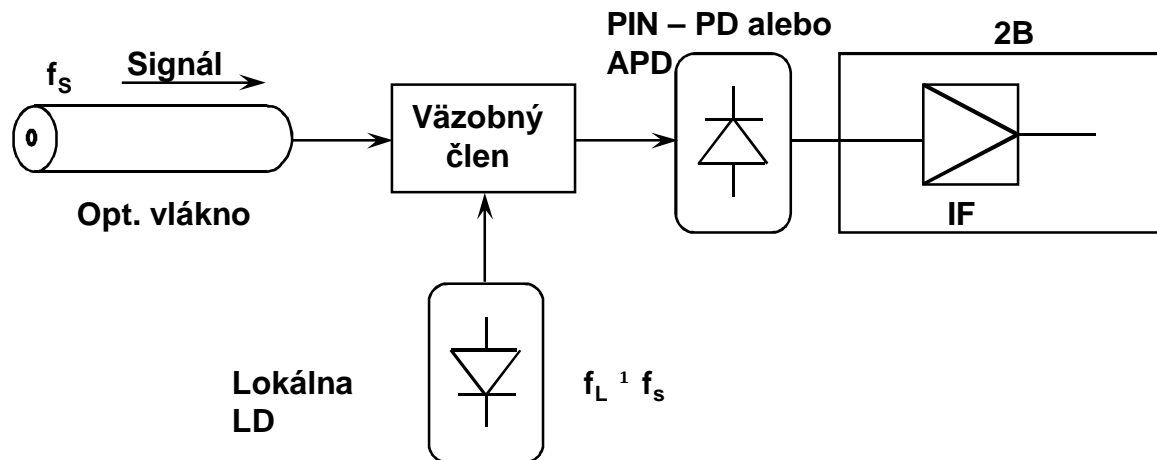 PIN – PD alebo
APD
2B
fS
Signál
Väzobný
člen
Opt. vlákno
IF
Lokálna
LD
fL ¹ fs